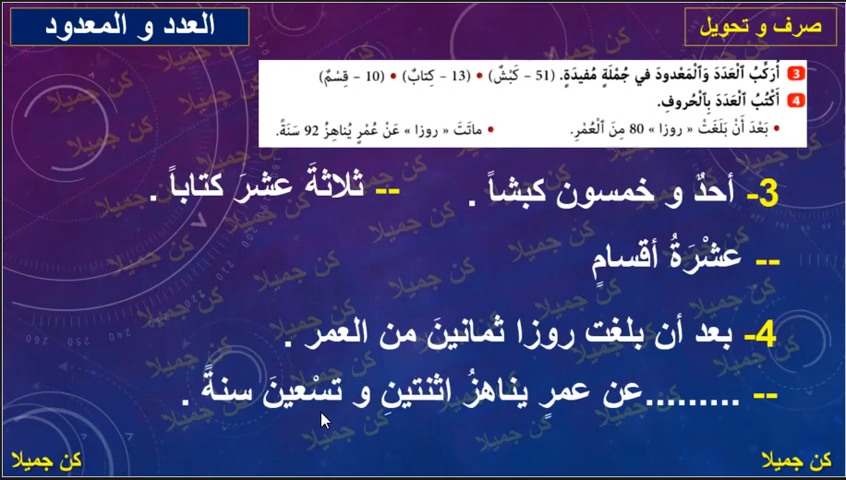 صرف و تحويل
العدد و المعدود
3 أُرَكِّبُ ٱلْعَدَدَ وَٱلْمَعْدودَ في جُمْلَةٍ مُفيدَةٍ. (51 – كَبْشٌ) • (13 – كِتابٌ) • (10 – قِسْمٌ)
4 أَكْتُبُ ٱلْعَدَدَ بِٱلْحُروفِ.
• بَعْدَ أَنْ بَلَغَتْ « روزا » 80 مِنَ ٱلْعُمْرِ. • ماتَتْ « روزا » عَنْ عُمْرٍ يُناهِزُ 92 سَنَةً.
3- أحدٌ و خمسون كبشاً . -- ثلاثةَ عشرَ كتاباً .
-- عشْرَةُ أقسامٍ
4- بعد أن بلغت روزا ثمانينَ من العمر .
-- .........عن عمرٍ يناهزُ اثنتينِ و تسْعينَ سنةً .
كن جميلا
كن جميلا